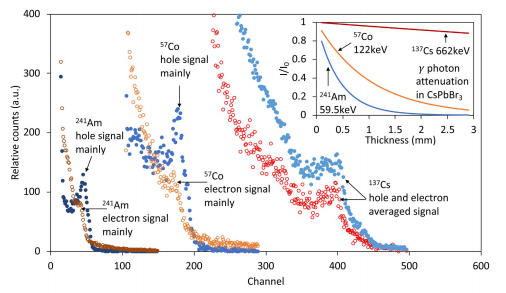 400
300
200
100
0
Relative counts (a.u.)
0
100
200
300
400
500
600
Channel
²⁴¹Am
hole signal
mainly
²⁴¹Am
electron signal
mainly
⁵⁷Co
hole signal
mainly
⁵⁷Co
electron signal
mainly
¹³⁷Cs
hole and electron
averaged signal
1
0.8
0.6
0.4
0.2
0
I/I₀
0
0.5
1
1.5
2
2.5
3
Thickness (mm)
⁵⁷Co
122keV
¹³⁷Cs 662keV
γ photon
attenuation
in CsPbBr₃
²⁴¹Am
59.5keV